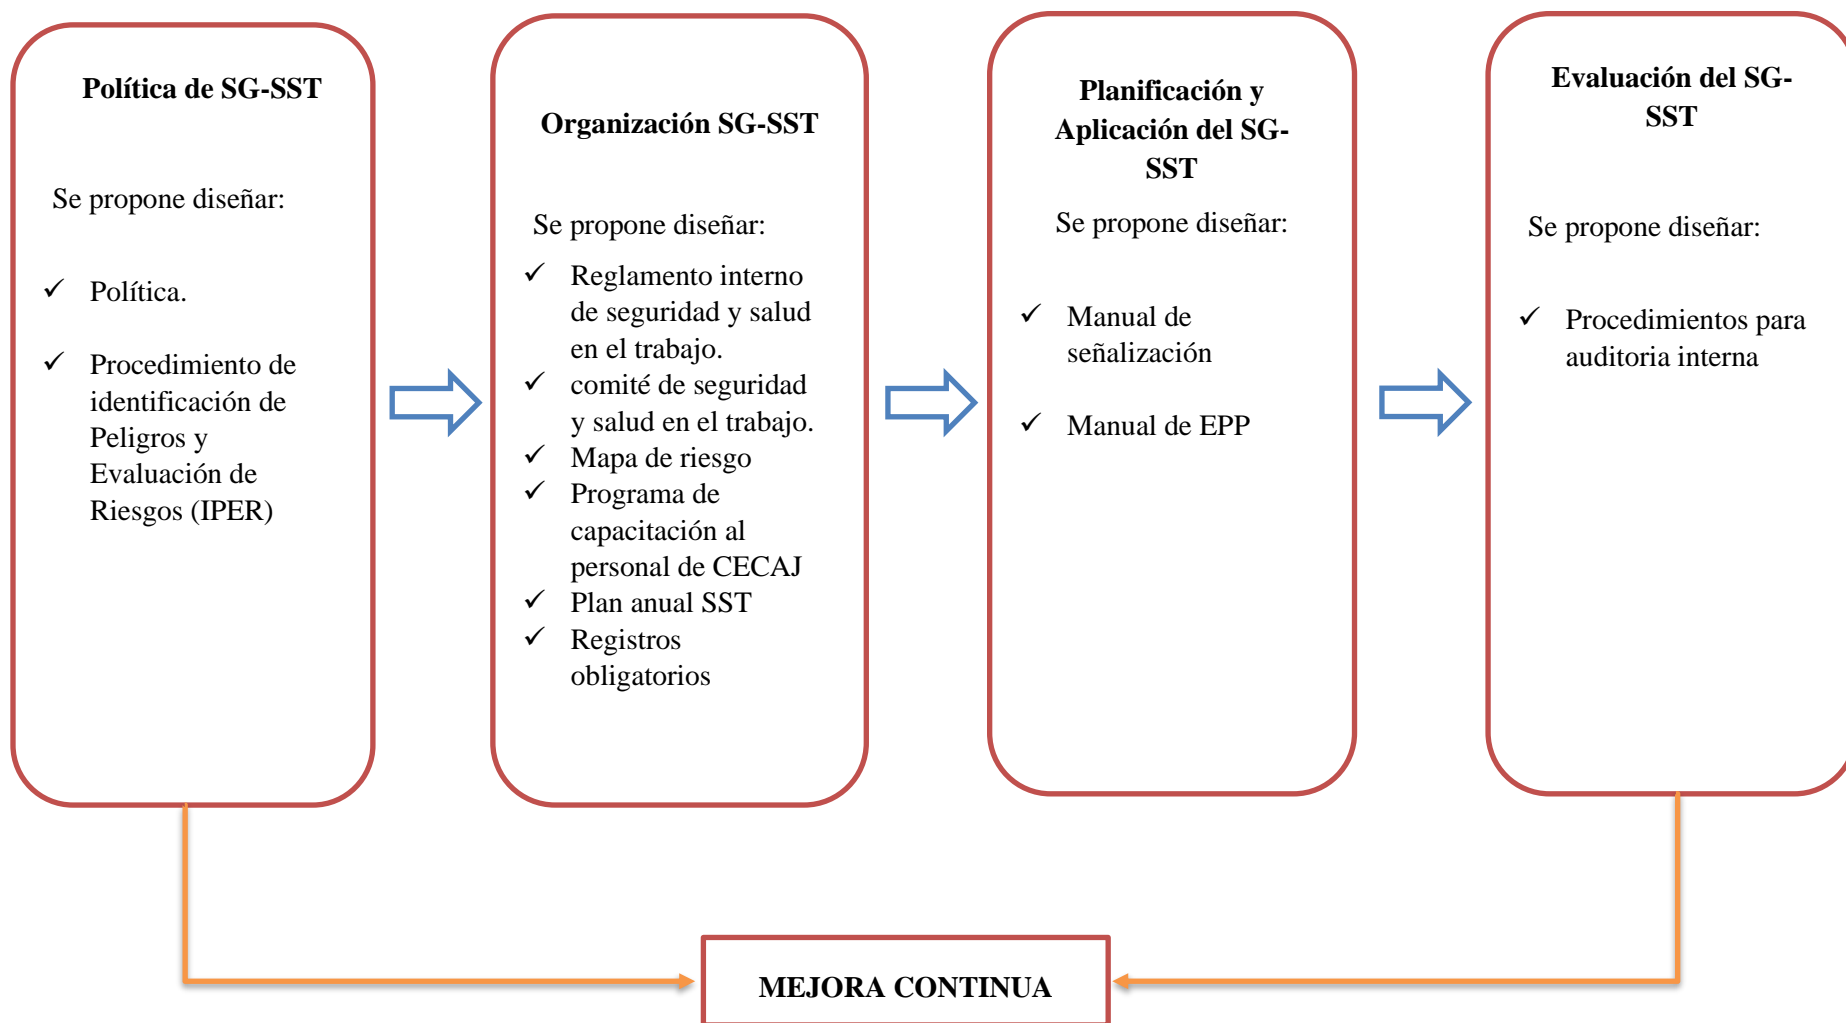 Política de SG-SST
Se propone diseñar:
✓ Política.
✓ Procedimiento de
identificación de
Peligros y
Evaluación de
Riesgos (IPER)
Organización SG-SST
Se propone diseñar:
✓ Reglamento interno
de seguridad y salud
en el trabajo.
✓ comité de seguridad
y salud en el trabajo.
✓ Mapa de riesgo
✓ Programa de
capacitación al
personal de CECAJ
✓ Plan anual SST
✓ Registros
obligatorios
Planificación y
Aplicación del SG-
SST
Se propone diseñar:
✓ Manual de
señalización
✓ Manual de EPP
Evaluación del SG-
SST
Se propone diseñar:
✓ Procedimientos para
auditoria interna
MEJORA CONTINUA